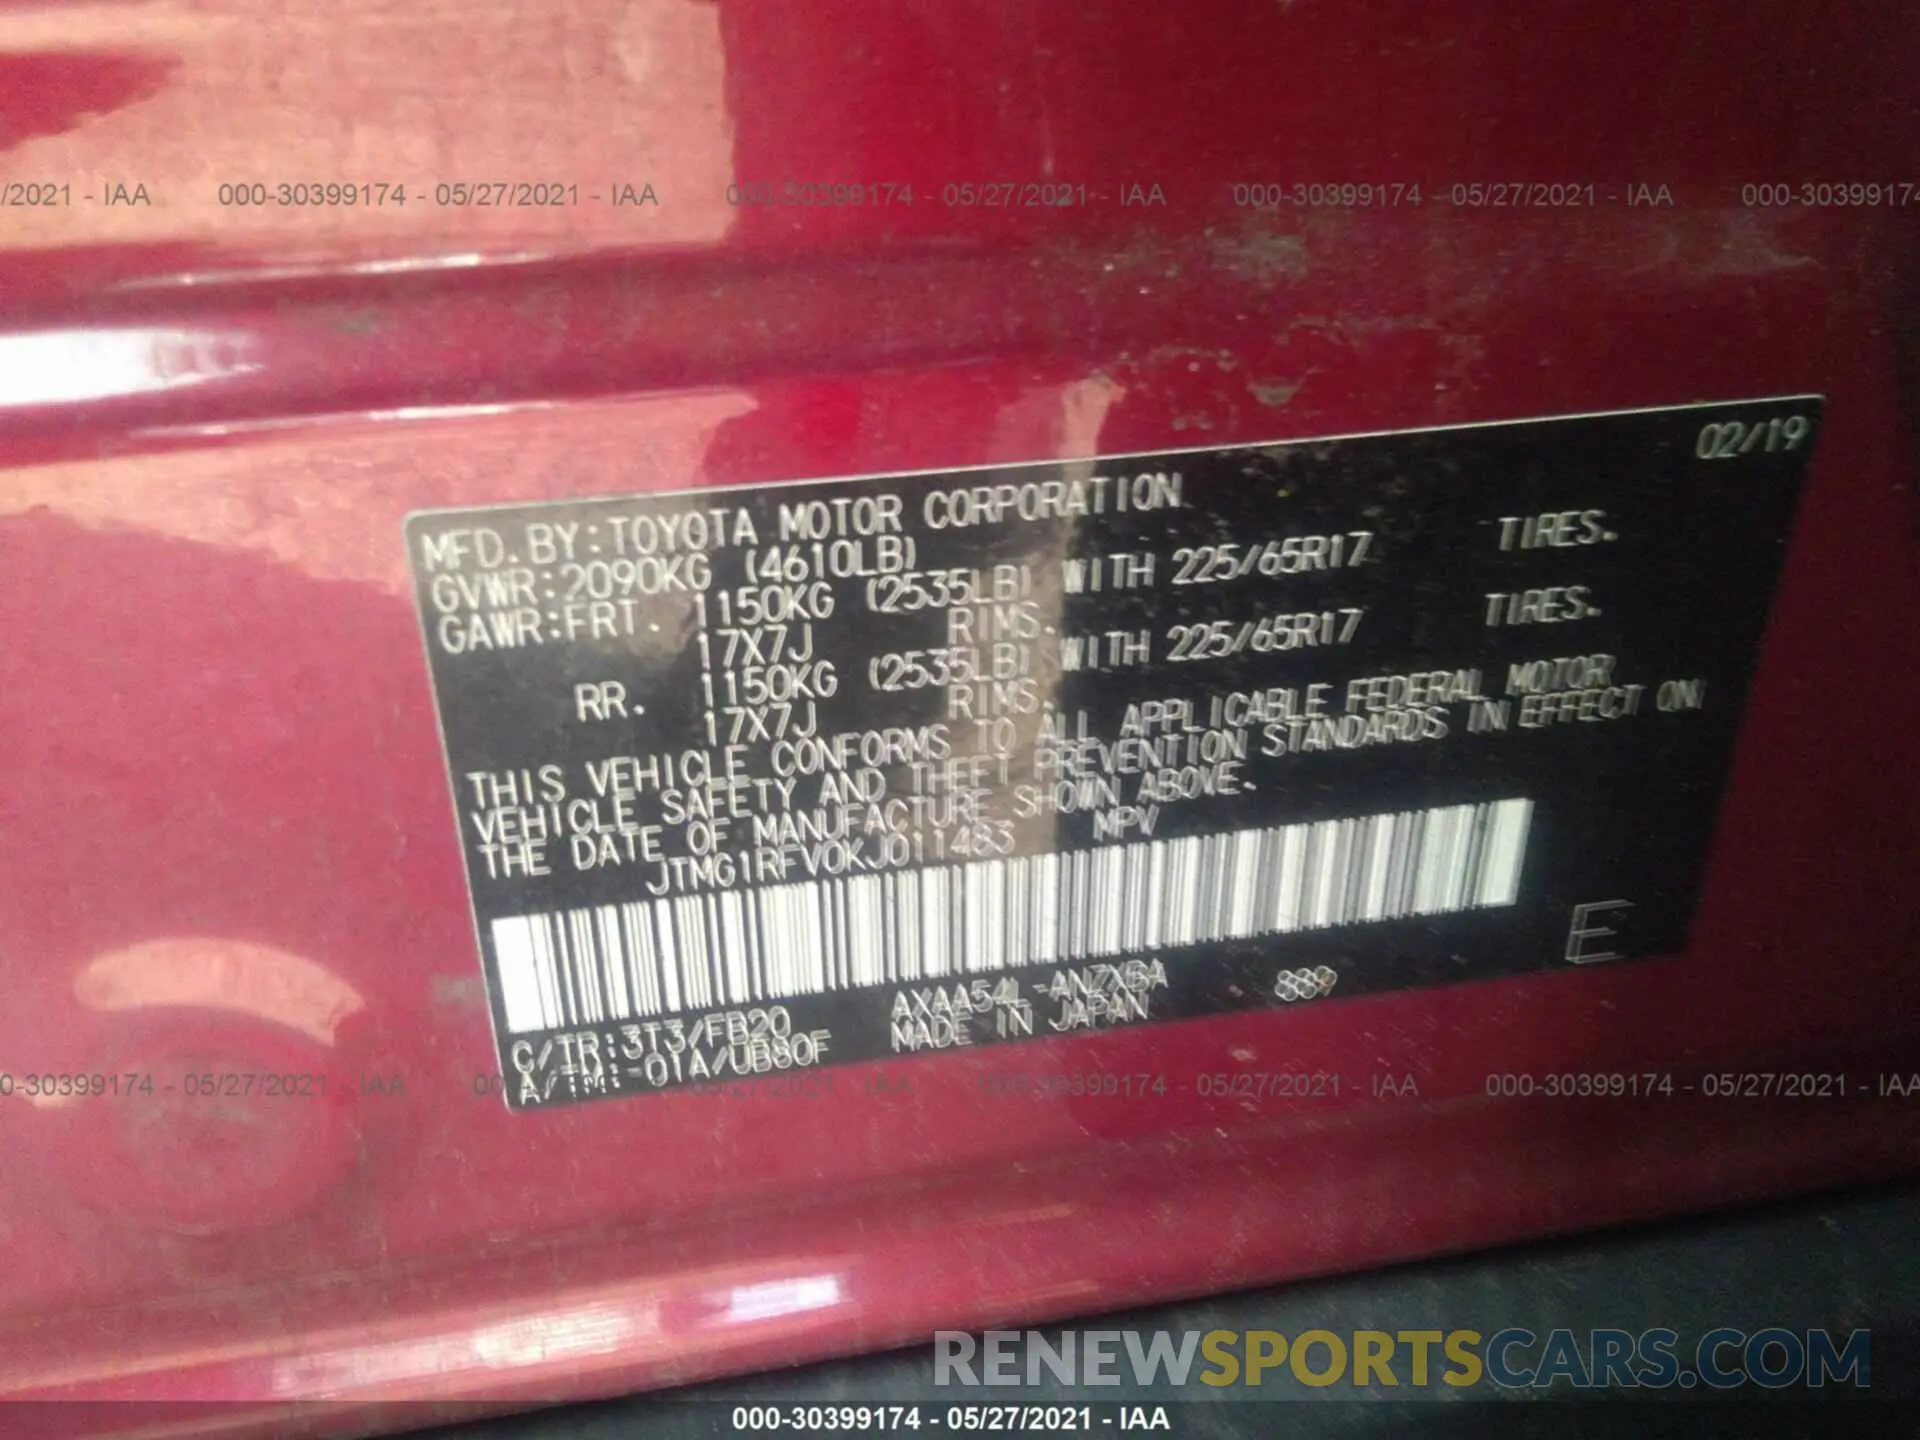 /2021 - IAA 000-30399174 - 05/27/2021 - IAA 000-30399174 - 05/27/2021 - IAA 000-30399174 - 05/27/2021 - IAA 000-30399174
02/19
MFD. BY: TOYOTA MOTOR CORPORATION
GVWR: 2090KG (4610LB)
GAWR: FRT. 1150KG (2535LB) WITH 225/65R17 TIRES.
17X7J RIMS.
RR. 1150KG (2535LB) WITH 225/65R17 TIRES.
17X7J RIMS.
THIS VEHICLE CONFORMS TO ALL APPLICABLE FEDERAL MOTOR
VEHICLE SAFETY AND THEFT PREVENTION STANDARDS IN EFFECT ON
THE DATE OF MANUFACTURE SHOWN ABOVE.
JTMG1RFV0KJ011483 MPV
E
C/TR: 3T3/FB20 AXAA54L-ANZXBA 889
A/TM: -01A/UB80F MADE IN JAPAN
0-30399174 - 05/27/2021 - IAA 000-30399174 - 05/27/2021 - IAA 000-30399174 - 05/27/2021 - IAA 000-30399174 - 05/27/2021 - IAA
RENEWSPORTSCARS.COM
000-30399174 - 05/27/2021 - IAA